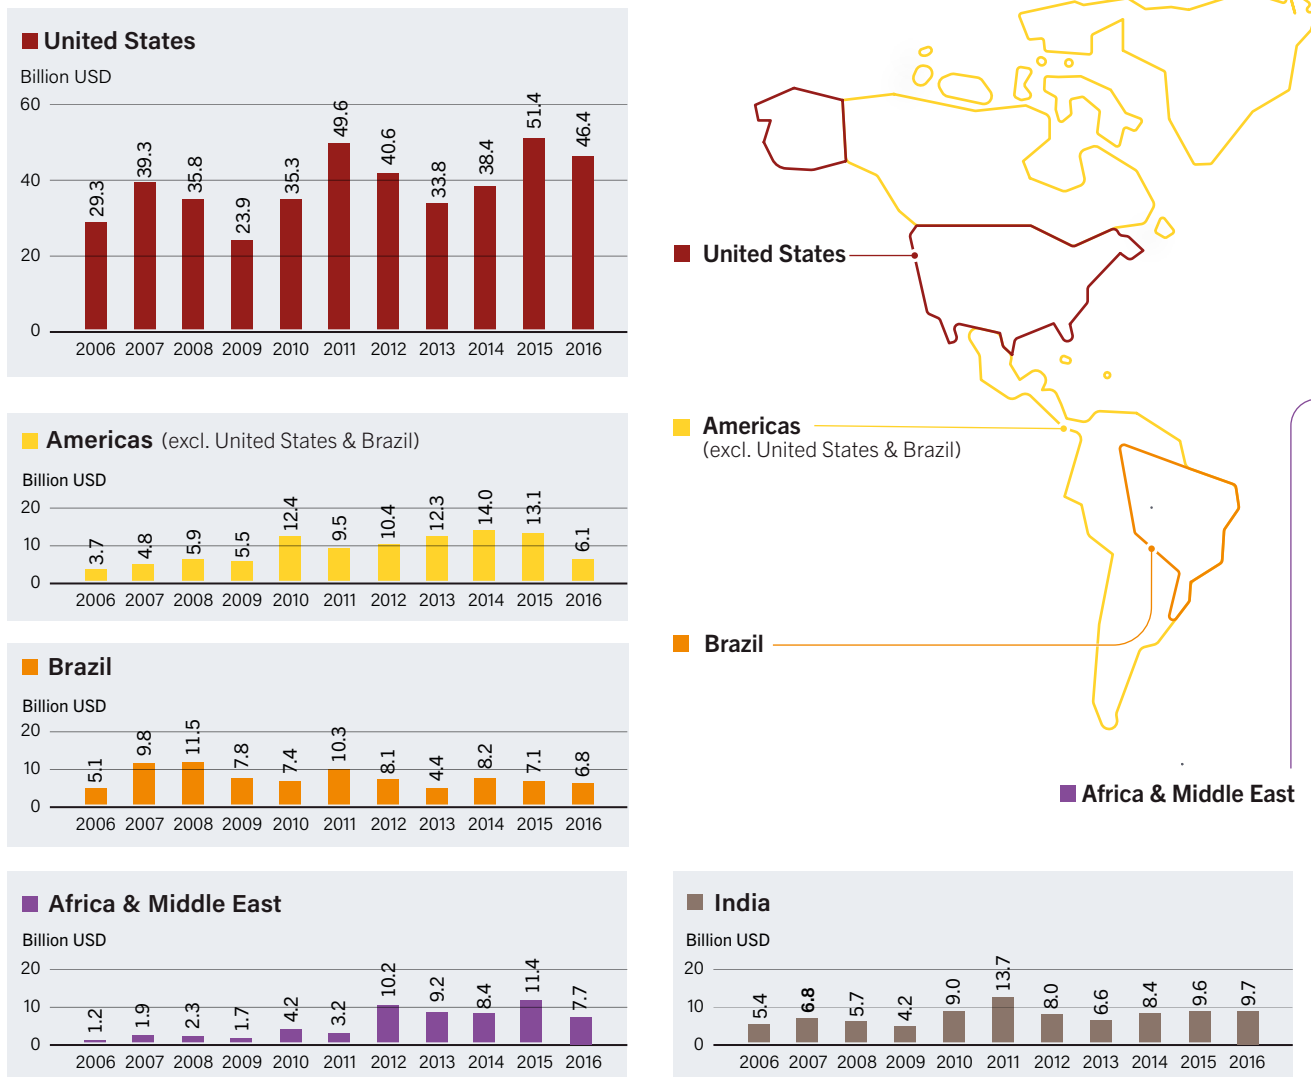 United States
Billion USD
60
40
20
0
29.3 39.3 35.8 23.9 35.3 49.6 40.6 33.8 38.4 51.4 46.4
2006 2007 2008 2009 2010 2011 2012 2013 2014 2015 2016
Americas (excl. United States & Brazil)
Billion USD
20
10
0
3.7 4.8 5.9 5.5 12.4 9.5 10.4 12.3 14.0 13.1 6.1
2006 2007 2008 2009 2010 2011 2012 2013 2014 2015 2016
Brazil
Billion USD
20
10
0
5.1 9.8 11.5 7.8 7.4 10.3 8.1 4.4 8.2 7.1 6.8
2006 2007 2008 2009 2010 2011 2012 2013 2014 2015 2016
United States
Americas
(excl. United States & Brazil)
Brazil
Africa & Middle East
Africa & Middle East
Billion USD
20
10
0
1.2 1.9 2.3 1.7 4.2 3.2 10.2 9.2 8.4 11.4 7.7
2006 2007 2008 2009 2010 2011 2012 2013 2014 2015 2016
India
Billion USD
20
10
0
5.4 6.8 5.7 4.2 9.0 13.7 8.0 6.6 8.4 9.6 9.7
2006 2007 2008 2009 2010 2011 2012 2013 2014 2015 2016